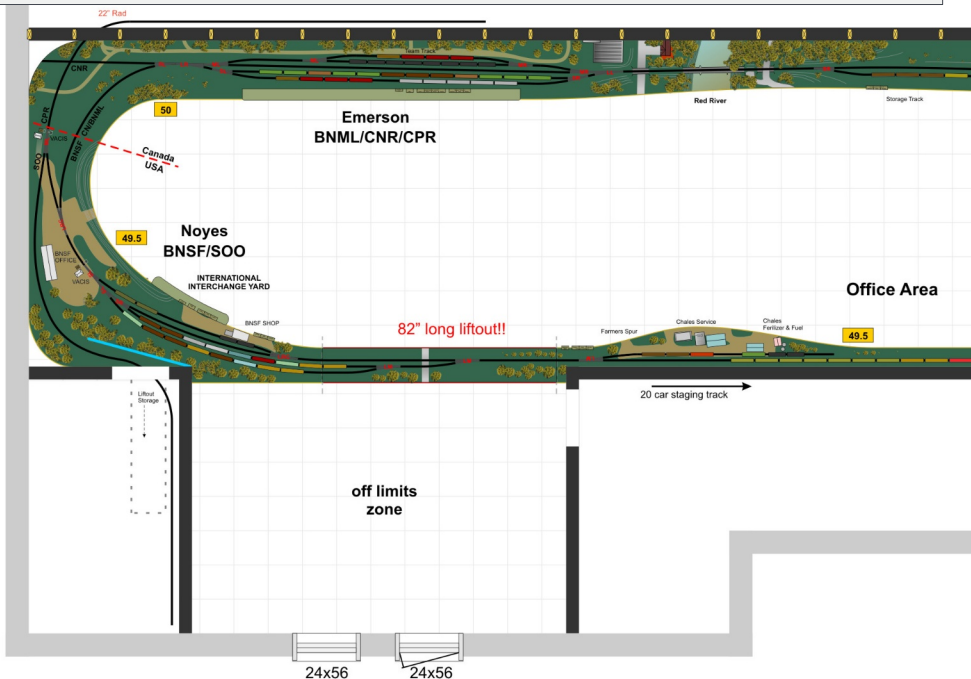 22" Rad
CNR
Team Track
CPR
BNSF CN/BNML
VACIS
SOO
50
Canada
USA
Emerson
BNML/CNR/CPR
Red River
Storage Track
49.5
Noyes
BNSF/SOO
BNSF
OFFICE
VACIS
INTERNATIONAL
INTERCHANGE YARD
BNSF SHOP
82" long liftout!!
Office Area
Farmers Spur
Chales Service
Chales
Ferilizer & Fuel
49.5
20 car staging track
Liftout
Storage
off limits
zone
24x56
24x56